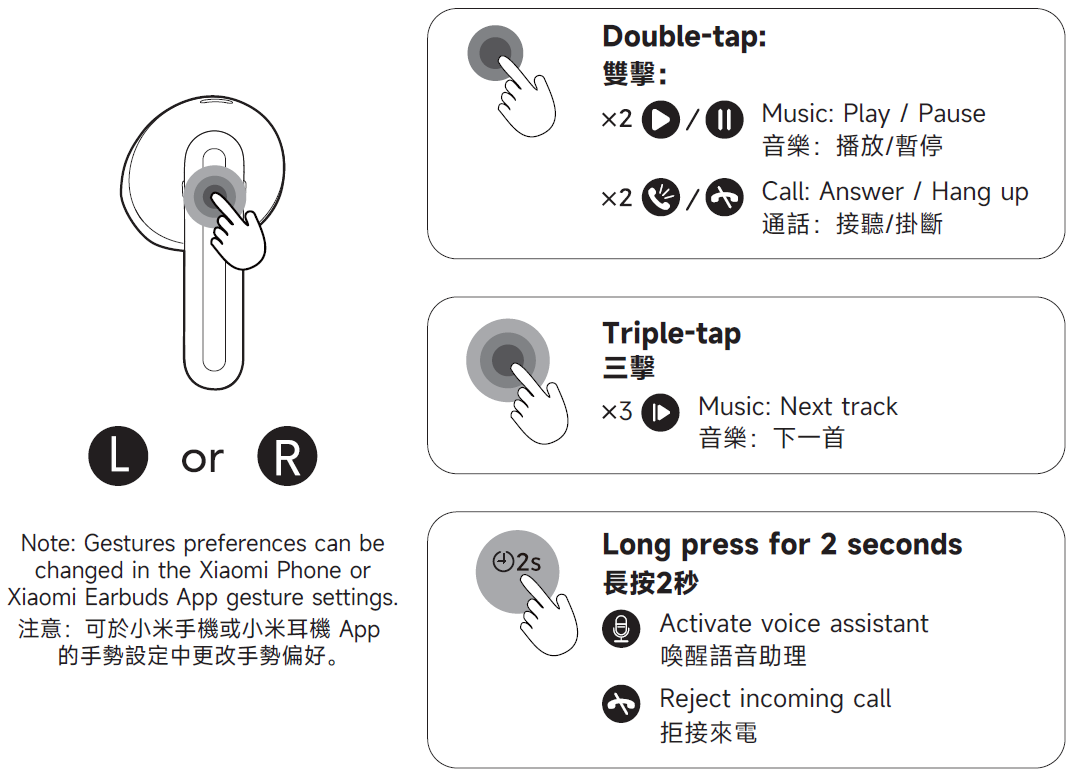 L or R
Note: Gestures preferences can be
changed in the Xiaomi Phone or
Xiaomi Earbuds App gesture settings.
注意：可於小米手機或小米耳機 App
的手勢設定中更改手勢偏好。
Double-tap:
雙擊：
×2 / Music: Play / Pause
音樂：播放/暫停
×2 / Call: Answer / Hang up
通話：接聽/掛斷
Triple-tap
三擊
×3 Music: Next track
音樂：下一首
2s
Long press for 2 seconds
長按2秒
Activate voice assistant
喚醒語音助理
Reject incoming call
拒接來電